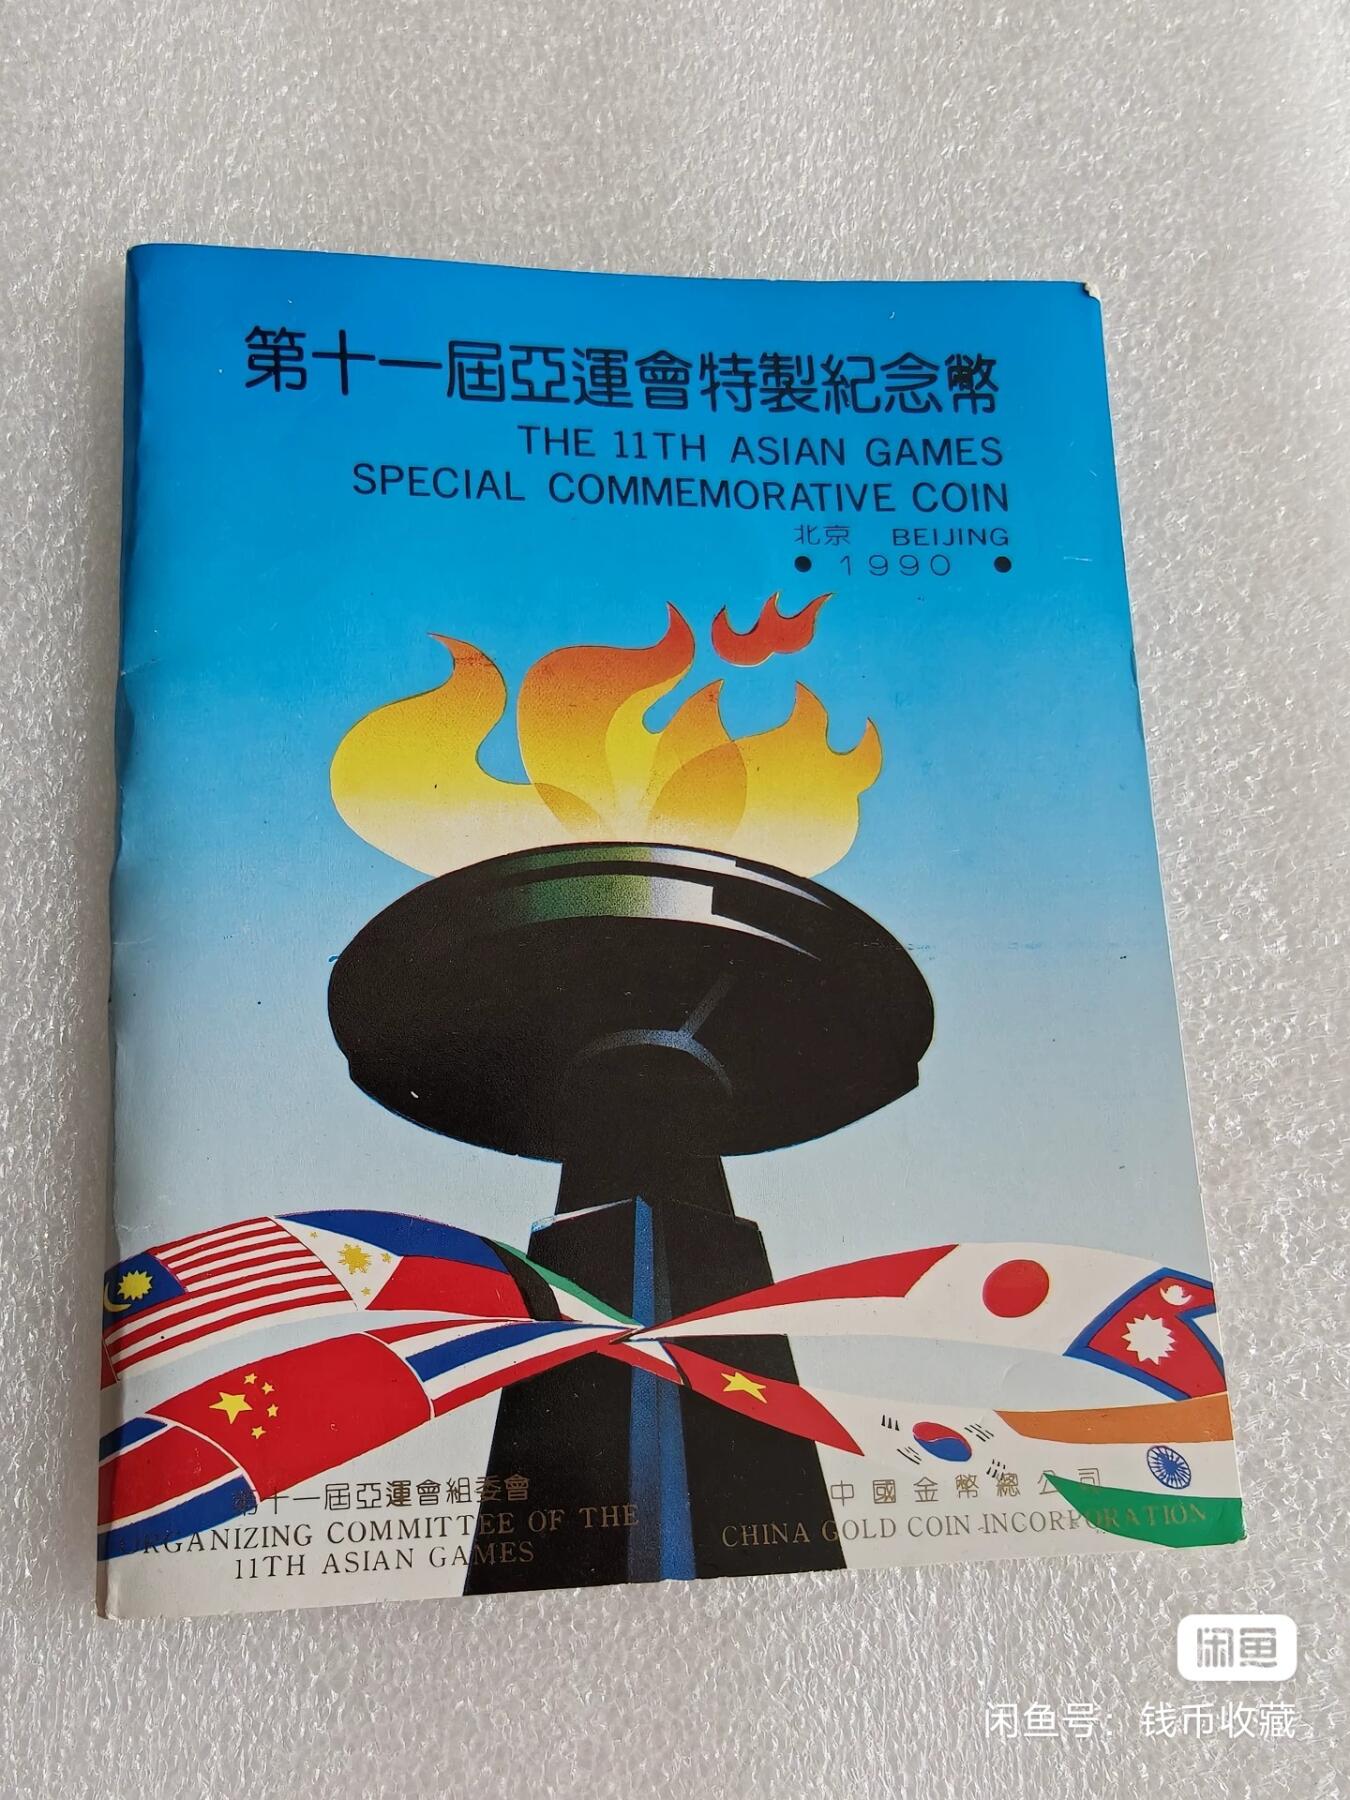 第十一屆亞運會特製紀念幣
THE 11TH ASIAN GAMES
SPECIAL COMMEMORATIVE COIN
北京 BEIJING
• 1990 •
第十一屆亞運會組委會
ORGANIZING COMMITTEE OF THE
11TH ASIAN GAMES
中國金幣總公司
CHINA GOLD COIN INCORPORATION
闲鱼
闲鱼号：钱币收藏